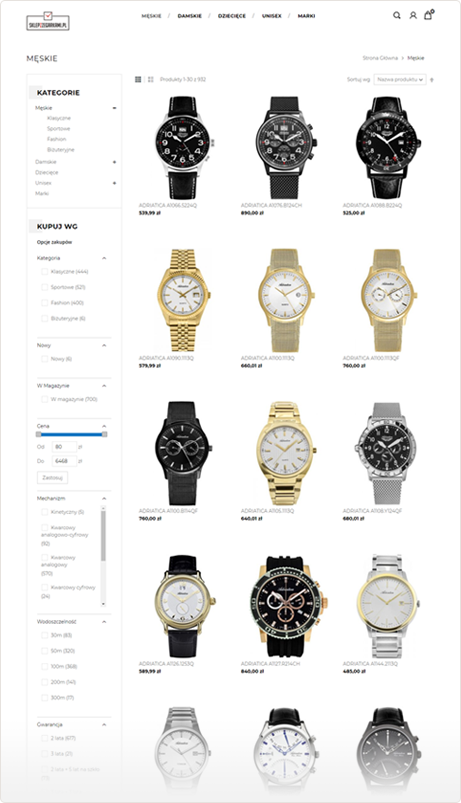 SKLEPZEGARKAMI.PL
MĘSKIE / DAMSKIE / DZIECIĘCE / UNISEX / MARKI
0
MĘSKIE
Strona Główna > Męskie
KATEGORIE
Męskie
Klasyczne
Sportowe
Fashion
Biżuteryjne
Damskie
Dziecięce
Unisex
Marki
KUPUJ WG
Opcje zakupów
Kategoria
Klasyczne (444)
Sportowe (521)
Fashion (400)
Biżuteryjne (6)
Nowy
Nowy (6)
W Magazynie
W magazynie (700)
Cena
Od 80 zł
Do 6468 zł
Zastosuj
Mechanizm
Kinetyczny (5)
Kwarcowy
analogowo-cyfrowy
(92)
Kwarcowy
analogowy
(570)
Kwarcowy cyfrowy
(24)
Wodoszczelność
30m (83)
50m (320)
100m (368)
200m (141)
300m (17)
Gwarancja
2 lata (677)
3 lata (21)
Produkty 1-30 z 932
Sortuj wg Nazwa produktu
ADRIATICA A1066.1224Q
539,99 zł
ADRIATICA A1076.B124CH
890,00 zł
ADRIATICA A1088.B224Q
525,00 zł
ADRIATICA A1090.1113Q
579,99 zł
ADRIATICA A1100.1113Q
660,01 zł
ADRIATICA A1100.1113QF
760,00 zł
ADRIATICA A1100.B114QF
760,00 zł
ADRIATICA A1105.1113Q
640,01 zł
ADRIATICA A1108.Y124QF
680,01 zł
ADRIATICA A1126.1253Q
589,99 zł
ADRIATICA A1127.R214CH
840,00 zł
ADRIATICA A1144.2113Q
485,00 zł